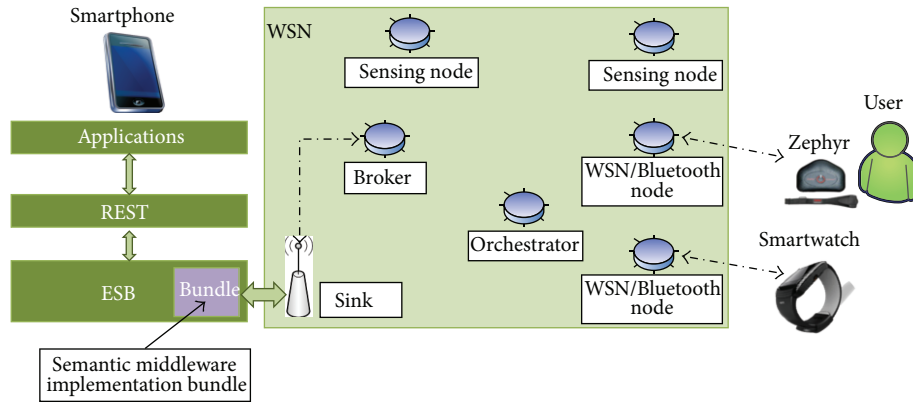 Smartphone
Applications
REST
ESB
Bundle
Semantic middleware
implementation bundle
WSN
Sensing node
Sensing node
Broker
WSN/Bluetooth
node
Orchestrator
WSN/Bluetooth
node
Sink
User
Zephyr
Smartwatch